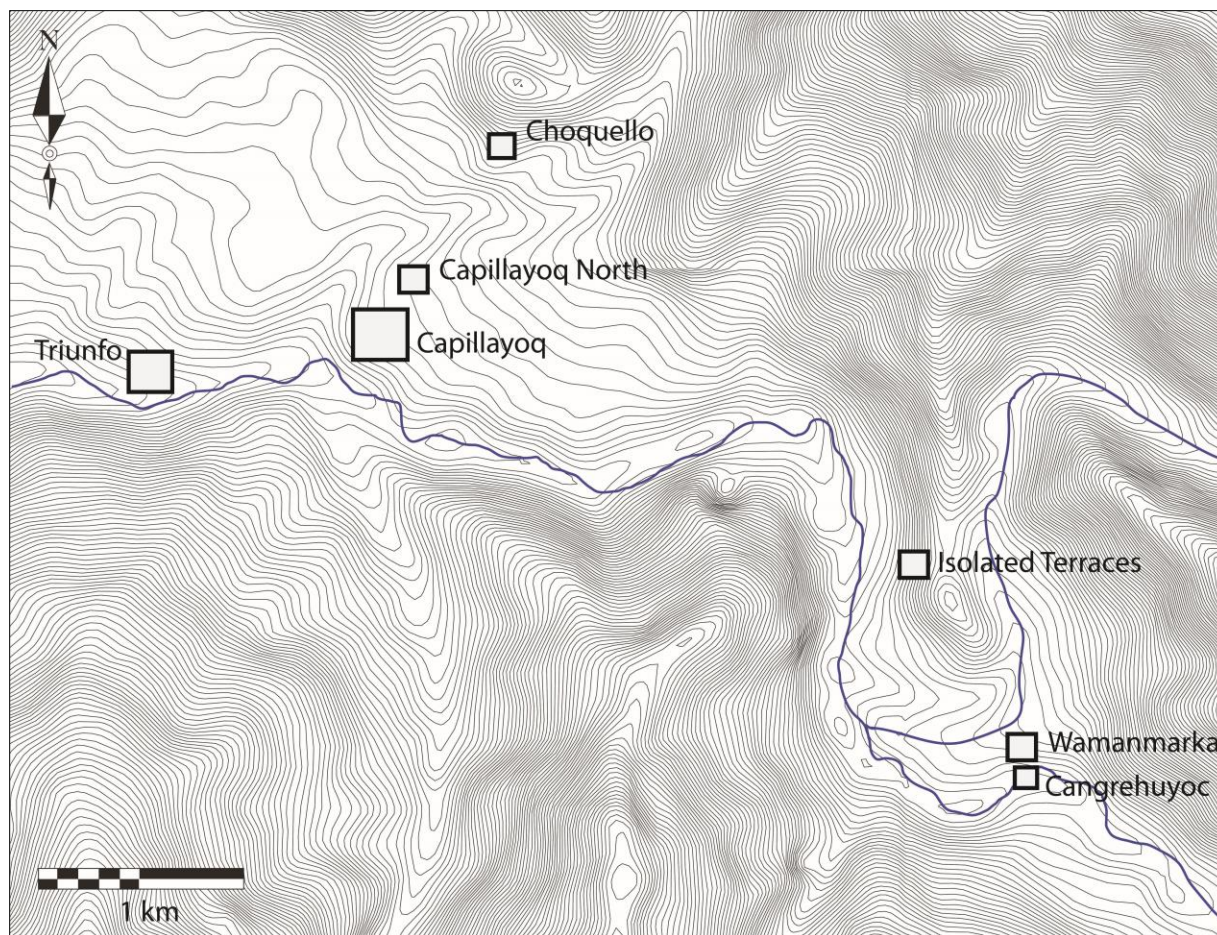 N
Choquello
Capillayoq North
Capillayoq
Triunfo
Isolated Terraces
Wamanmarka
Cangrehuyoc
1 km